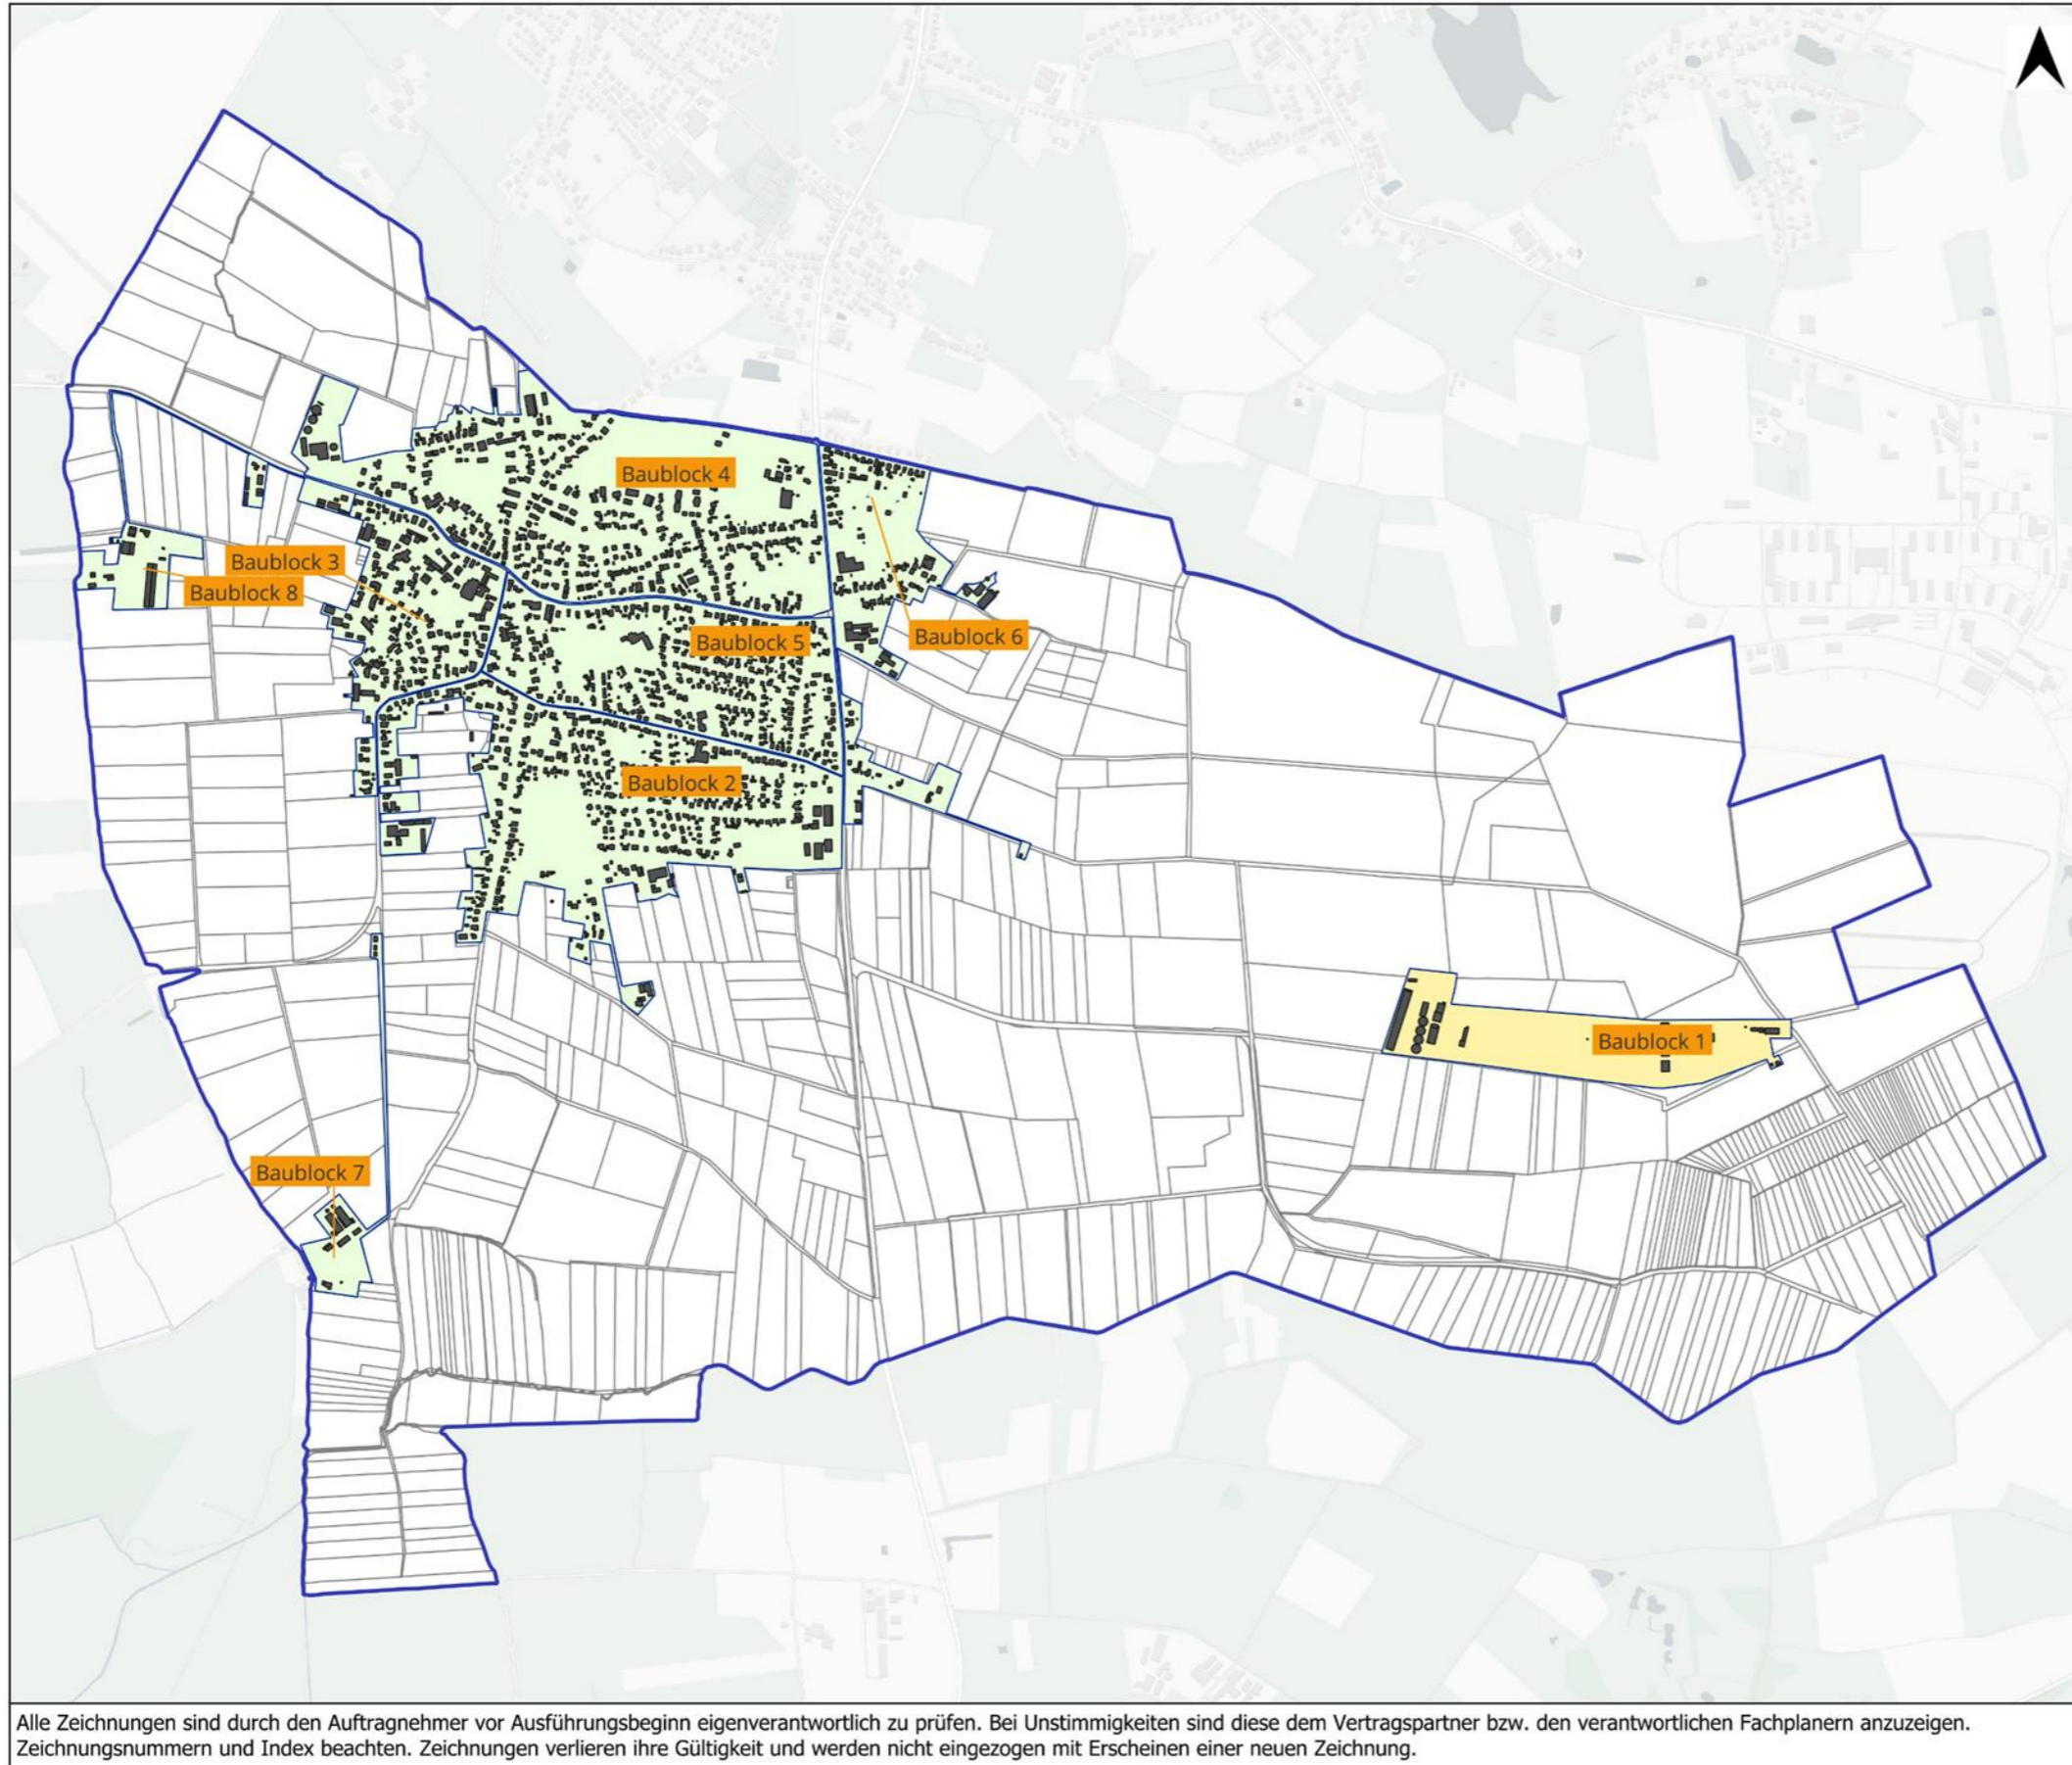 Baublock 4
Baublock 3
Baublock 8
Baublock 5
Baublock 6
Baublock 2
Baublock 1
Baublock 7
Alle Zeichnungen sind durch den Auftragnehmer vor Ausführungsbeginn eigenverantwortlich zu prüfen. Bei Unstimmigkeiten sind diese dem Vertragspartner bzw. den verantwortlichen Fachplanern anzuzeigen.
Zeichnungsnummern und Index beachten. Zeichnungen verlieren ihre Gültigkeit und werden nicht eingezogen mit Erscheinen einer neuen Zeichnung.